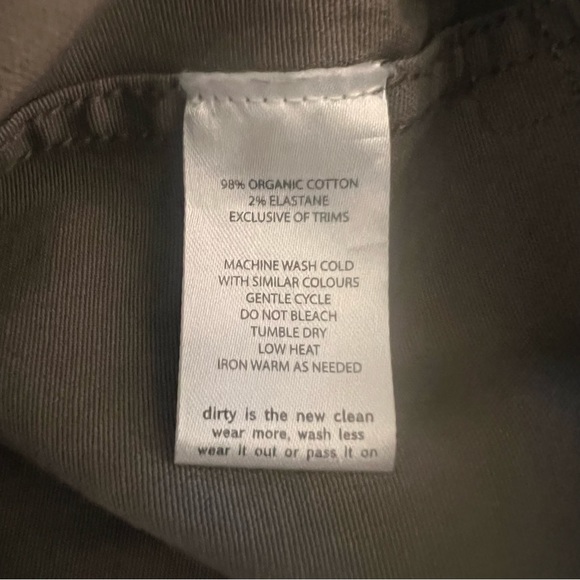 98% ORGANIC COTTON
2% ELASTANE
EXCLUSIVE OF TRIMS
MACHINE WASH COLD
WITH SIMILAR COLOURS
GENTLE CYCLE
DO NOT BLEACH
TUMBLE DRY
LOW HEAT
IRON WARM AS NEEDED
dirty is the new clean
wear more, wash less
wear it out or pass it on